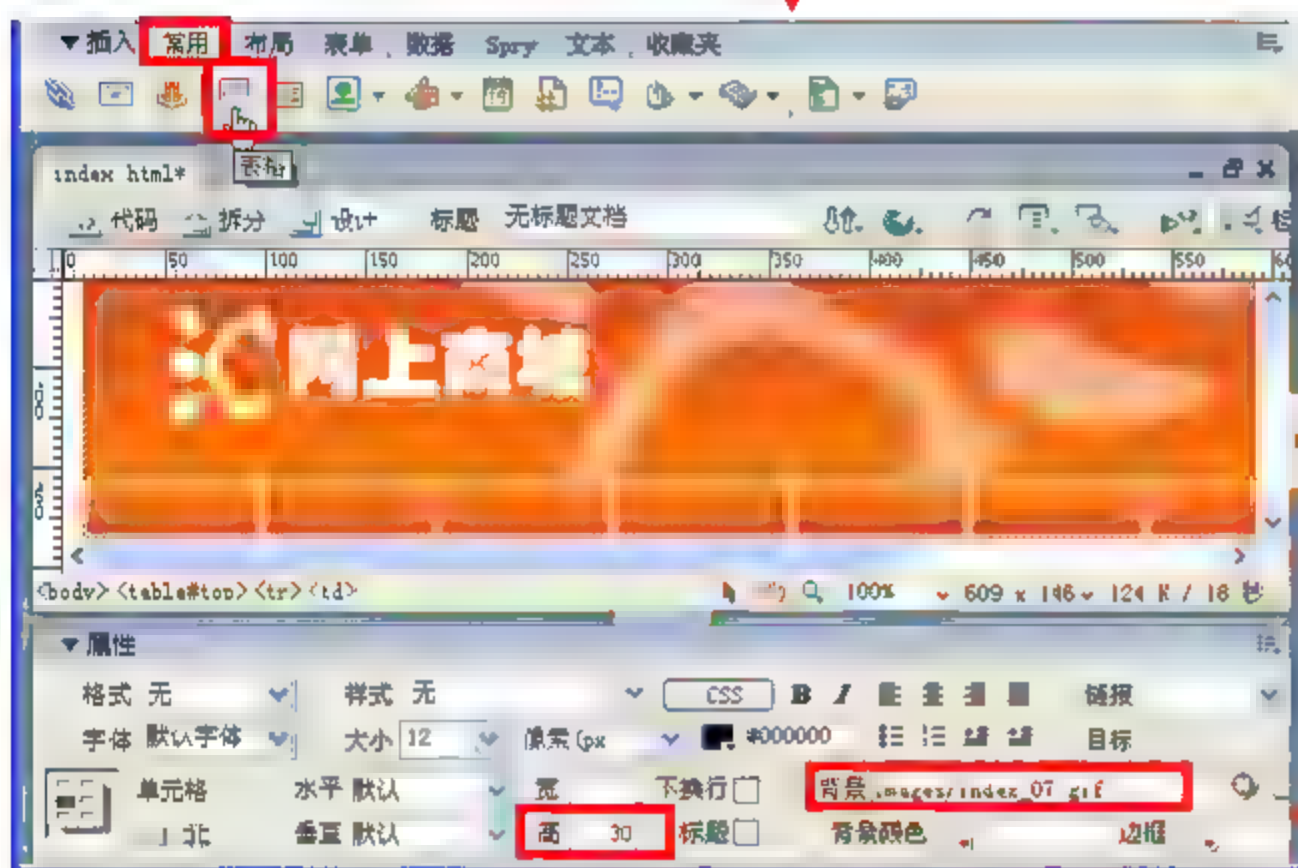 ▼插入 常用 布局 表单 数据 Spry 文本 收藏夹
表格
index html*
代码 拆分 设计 标题 无标题文档
0 50 100 150 200 250 300 350 400 450 500 550
网上商城
<body> <table#top> <tr> <td>
100% 609 x 146 124 K / 18 秒
▼属性
格式 无 样式 无 CSS B I 链接
字体 默认字体 大小 12 像素(px #000000 目标
单元格 水平 默认 宽 不换行 背景 images/index_07 gif
垂直 默认 高 30 标题 背景颜色 边框